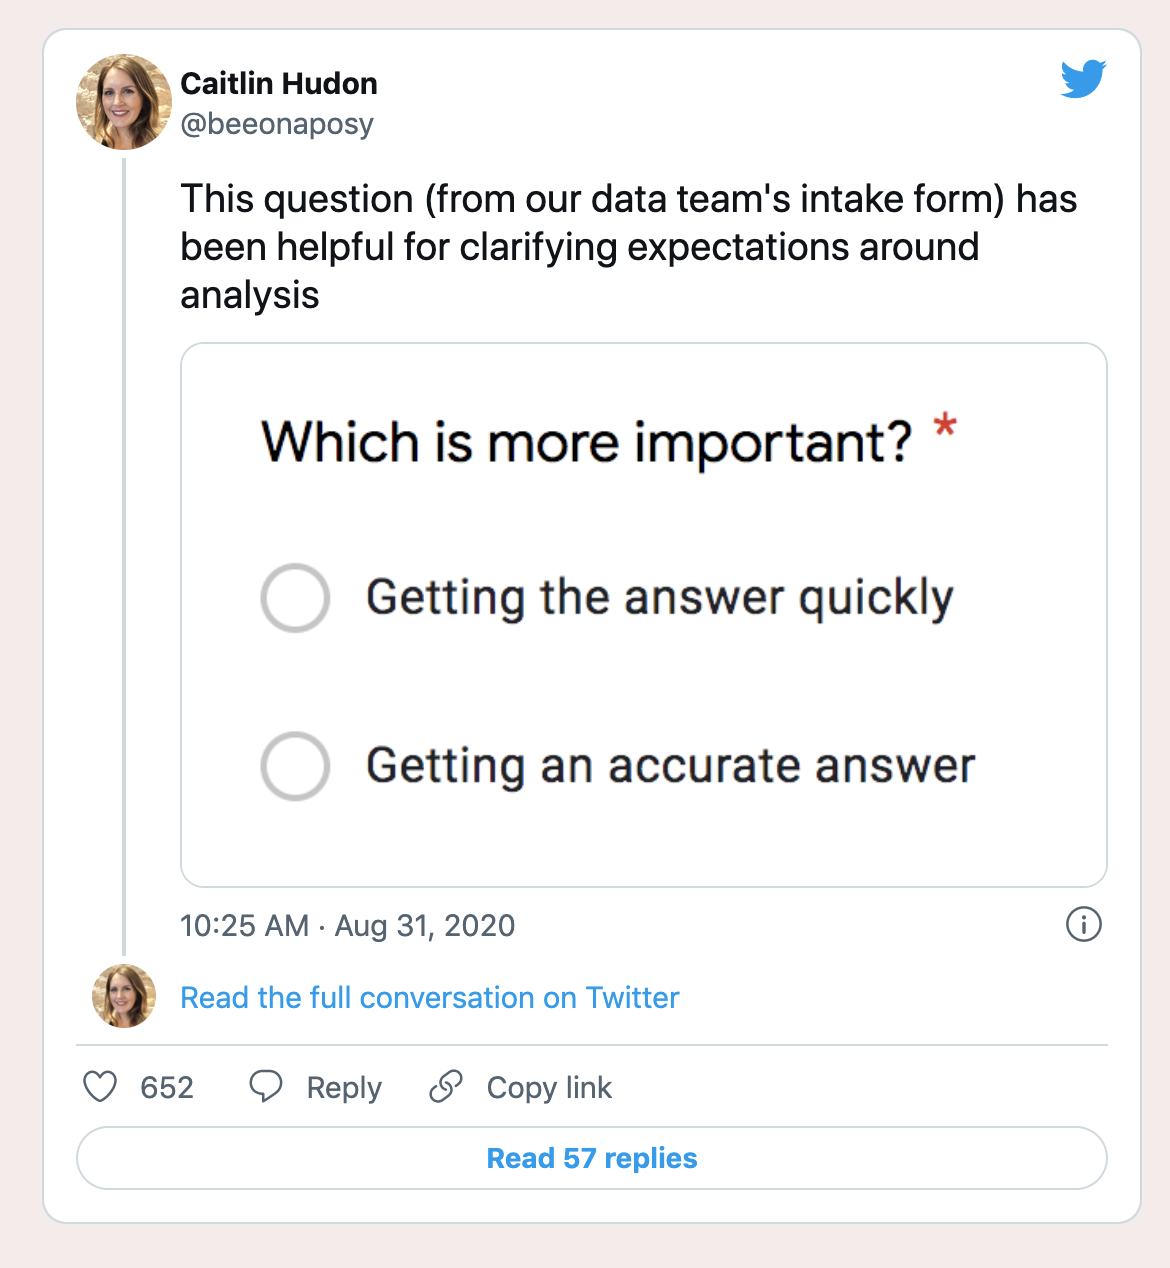 Caitlin Hudon
@beeonaposy
This question (from our data team's intake form) has
been helpful for clarifying expectations around
analysis
Which is more important? *
Getting the answer quickly
Getting an accurate answer
10:25 AM · Aug 31, 2020
Read the full conversation on Twitter
652 Reply Copy link
Read 57 replies